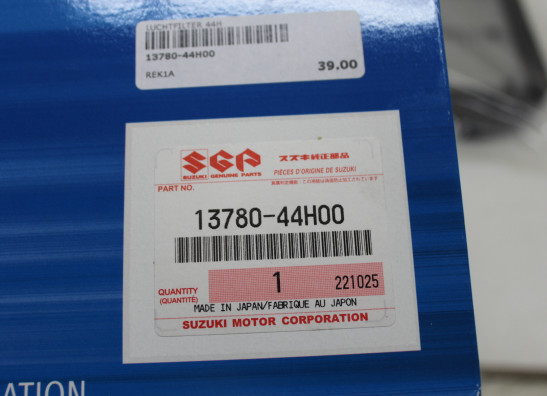 LUCHTFILTER 44H
13780-44H00
REK1A
39.00
SGP
SUZUKI GENUINE PARTS
スズキ純正部品
PIÈCES D'ORIGINE DE SUZUKI
PART NO.
13780-44H00
QUANTITY
(QUANTITÉ)
1
221025
MADE IN JAPAN/FABRIQUE AU JAPON
SUZUKI MOTOR CORPORATION
ATION